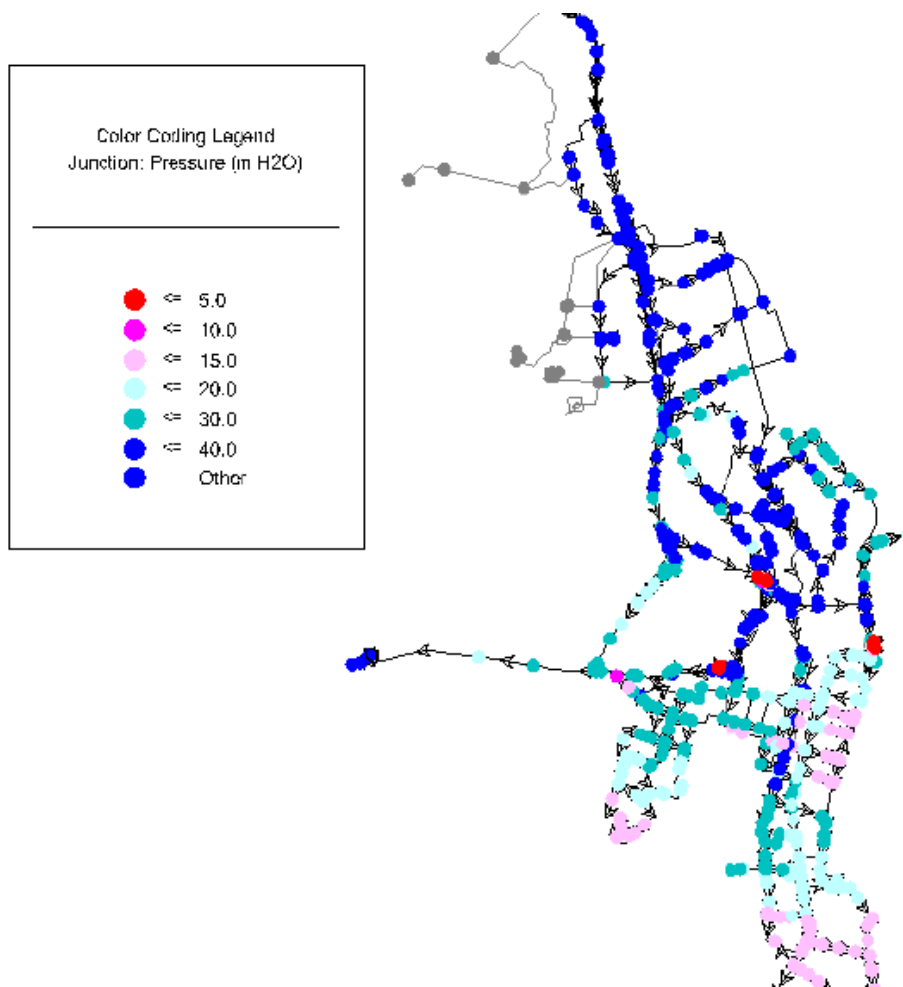 Color Coding Legend
Junction: Pressure (m H2O)
<= 5.0
<= 10.0
<= 15.0
<= 20.0
<= 30.0
<= 40.0
Other